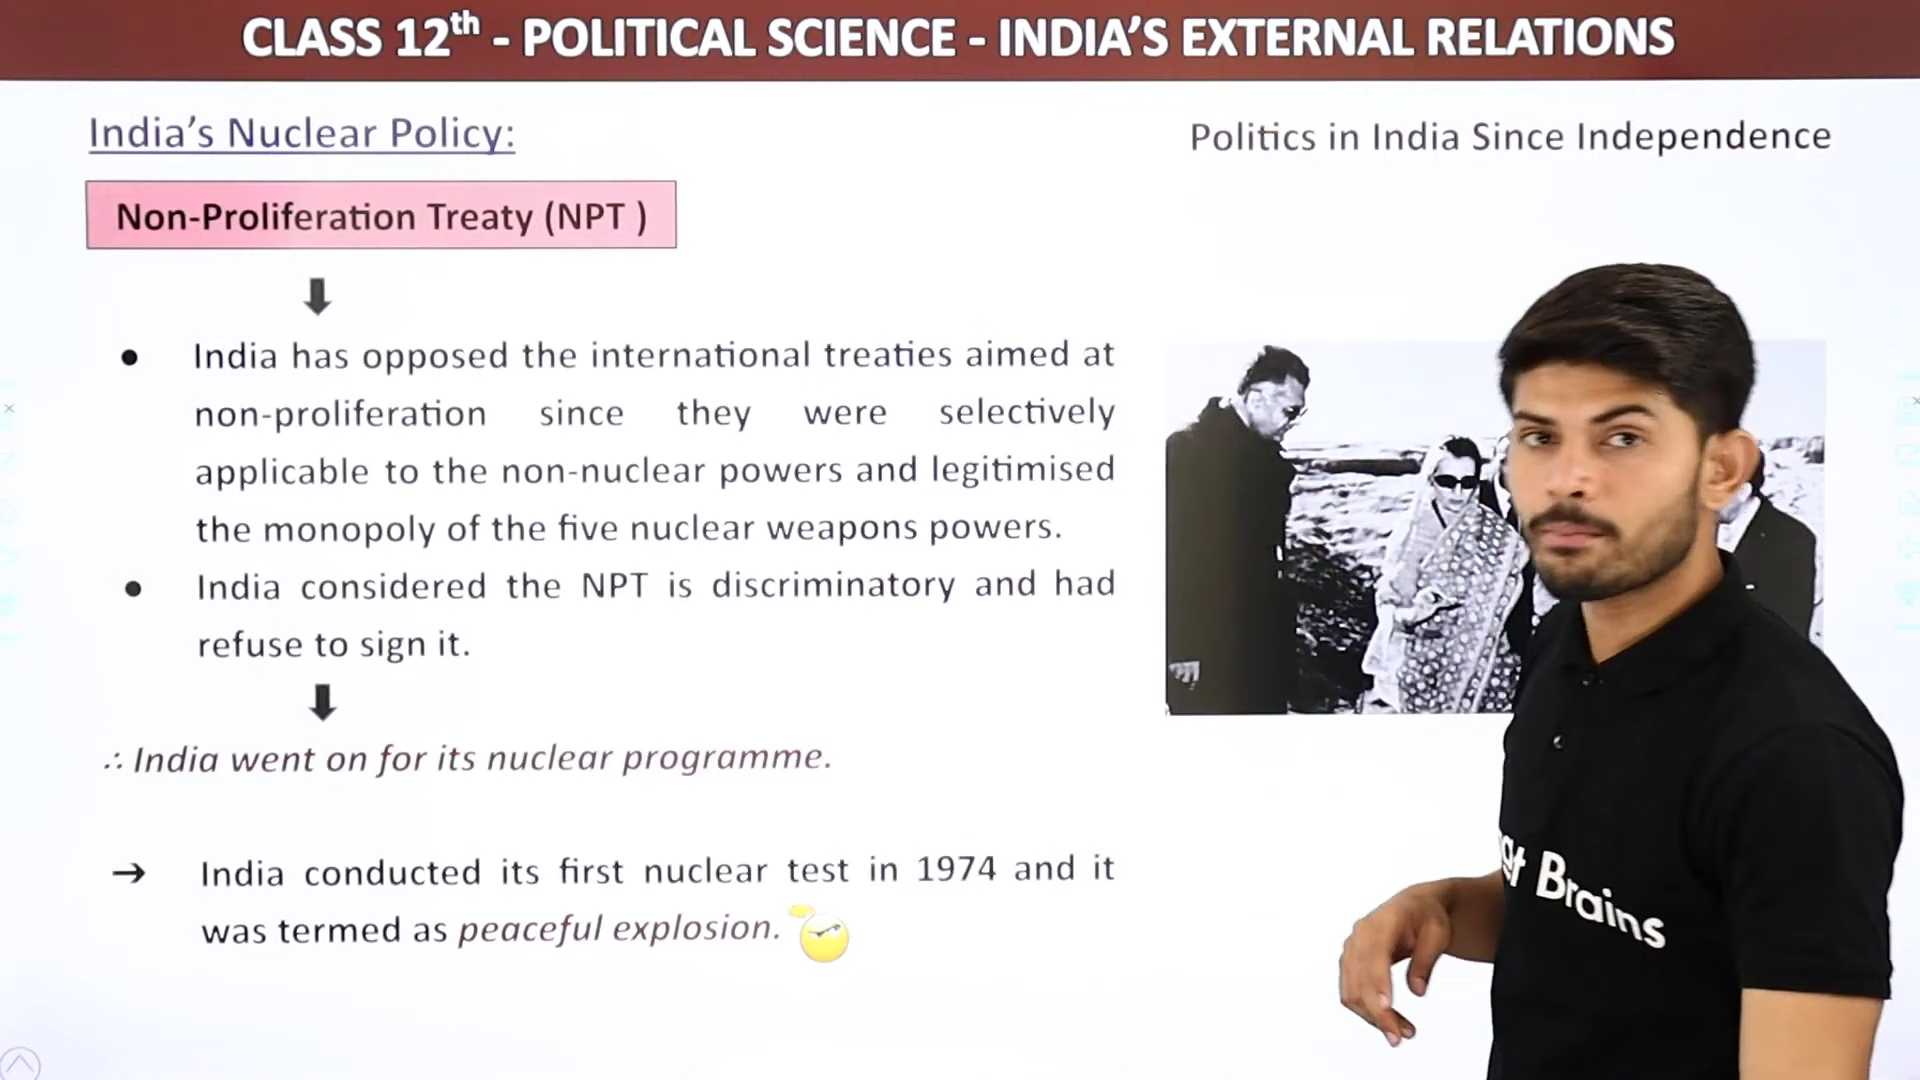 CLASS 12th - POLITICAL SCIENCE - INDIA’S EXTERNAL RELATIONS
India’s Nuclear Policy:
Politics in India Since Independence
Non-Proliferation Treaty (NPT )
● India has opposed the international treaties aimed at
non-proliferation since they were selectively
applicable to the non-nuclear powers and legitimised
the monopoly of the five nuclear weapons powers.
● India considered the NPT is discriminatory and had
refuse to sign it.
∴ India went on for its nuclear programme.
→ India conducted its first nuclear test in 1974 and it
was termed as peaceful explosion.
Brains